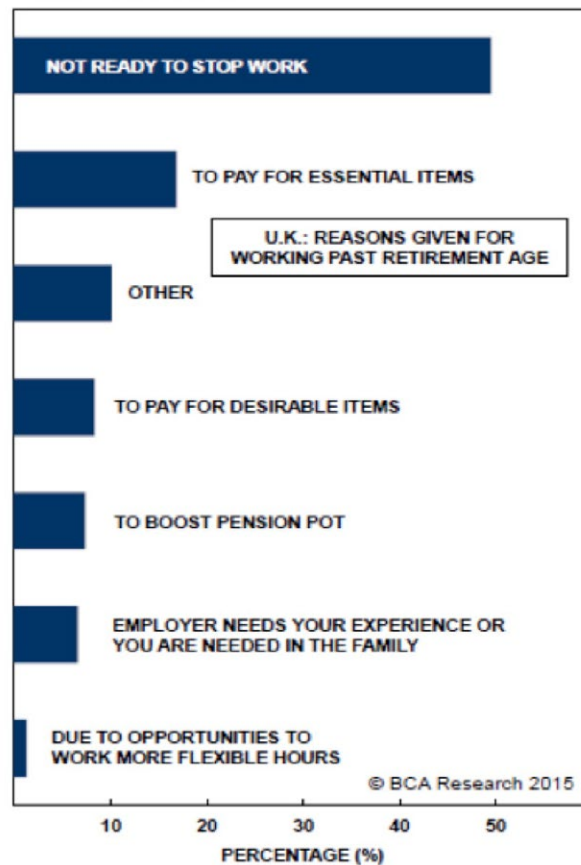 NOT READY TO STOP WORK
TO PAY FOR ESSENTIAL ITEMS
U.K.: REASONS GIVEN FOR
WORKING PAST RETIREMENT AGE
OTHER
TO PAY FOR DESIRABLE ITEMS
TO BOOST PENSION POT
EMPLOYER NEEDS YOUR EXPERIENCE OR
YOU ARE NEEDED IN THE FAMILY
DUE TO OPPORTUNITIES TO
WORK MORE FLEXIBLE HOURS
© BCA Research 2015
10 20 30 40 50
PERCENTAGE (%)